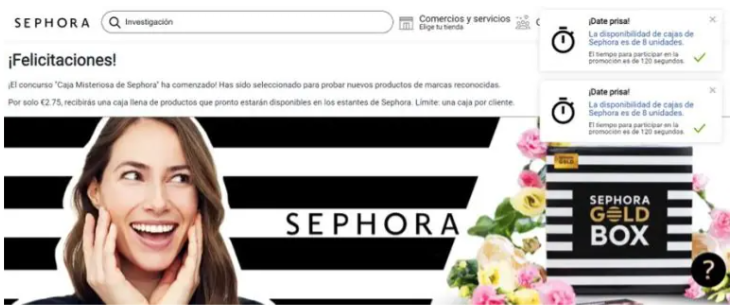 SEPHORA
Investigación
Comercios y servicios
Elige tu tienda
C
¡Date prisa!
La disponibilidad de cajas de
Sephora es de 8 unidades.
El tiempo para participar en la
promoción es de 120 segundos.
¡Date prisa!
La disponibilidad de cajas de
Sephora es de 8 unidades.
El tiempo para participar en la
promoción es de 120 segundos.
¡Felicitaciones!
¡El concurso "Caja Misteriosa de Sephora" ha comenzado! Has sido seleccionado para probar nuevos productos de marcas reconocidas.
Por solo €2.75, recibirás una caja llena de productos que pronto estarán disponibles en los estantes de Sephora. Límite: una caja por cliente.
SEPHORA
GOLD
SEPHORA
GOLD
BOX
?